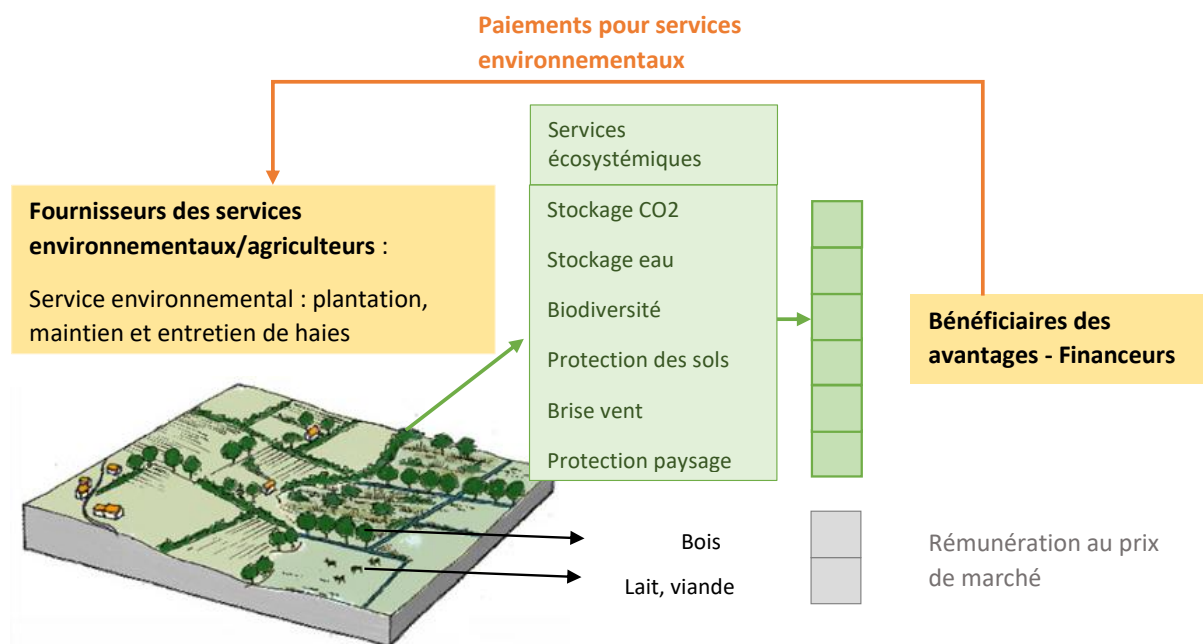 Paiements pour services
environnementaux
Services
écosystémiques
Fournisseurs des services
environnementaux/agriculteurs :
Service environnemental : plantation,
maintien et entretien de haies
Stockage CO2
Stockage eau
Biodiversité
Protection des sols
Brise vent
Protection paysage
Bénéficiaires des
avantages - Financeurs
Bois
Lait, viande
Rémunération au prix
de marché